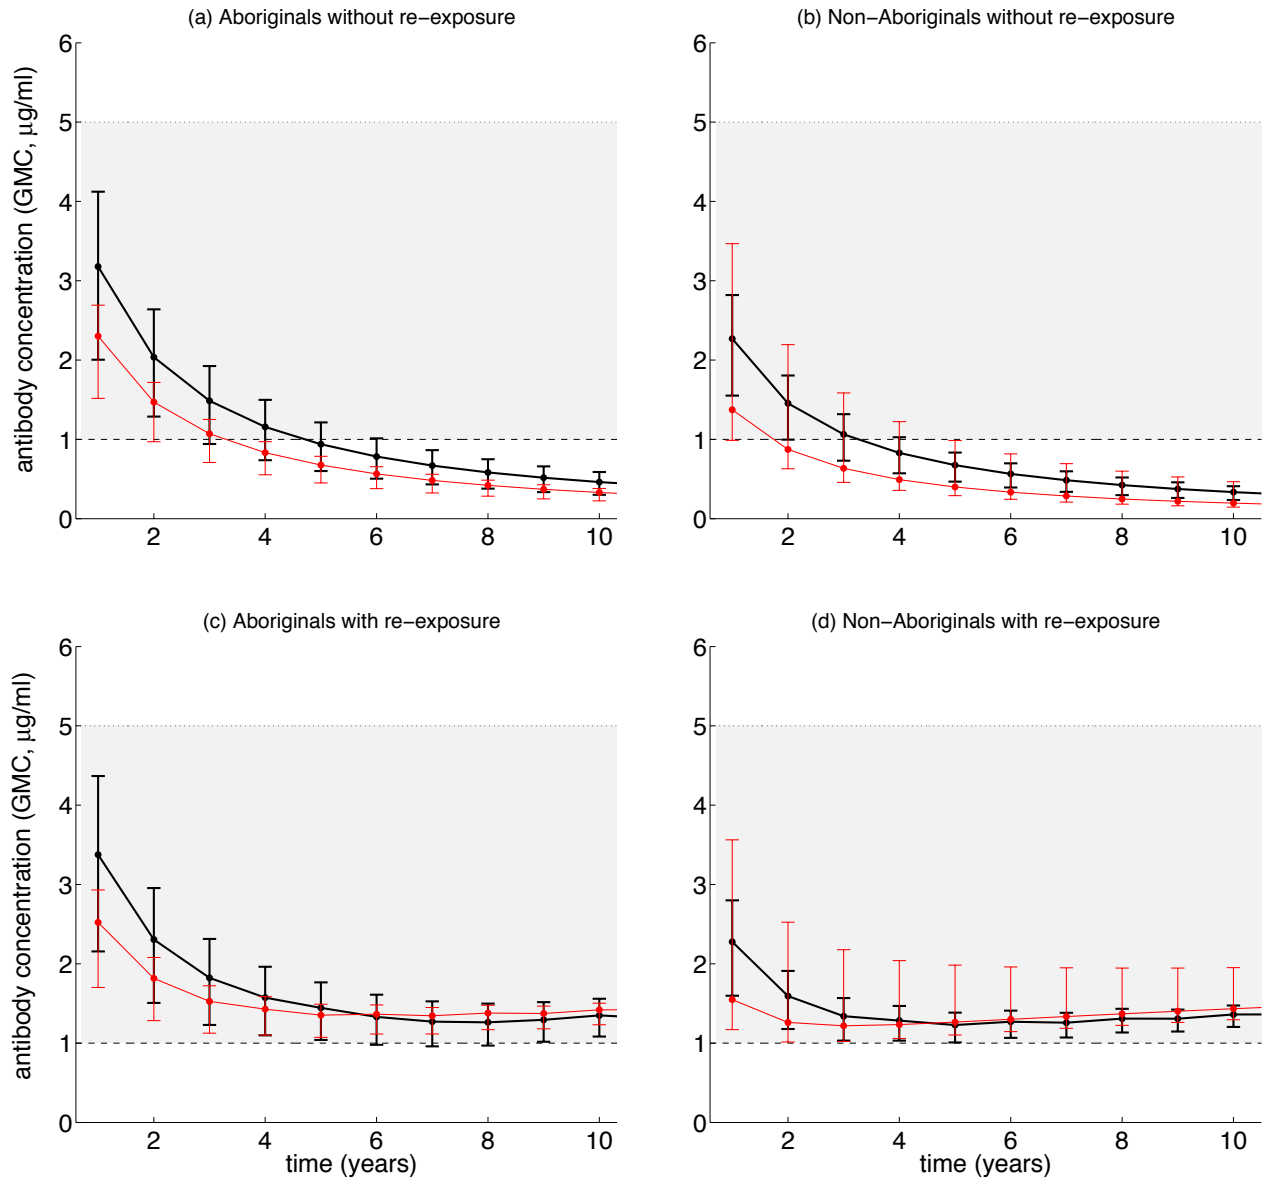 (a) Aboriginals without re-exposure
(b) Non-Aboriginals without re-exposure
antibody concentration (GMC, μg/ml)
6
5
4
3
2
1
0
2 4 6 8 10
6
5
4
3
2
1
0
2 4 6 8 10
(c) Aboriginals with re-exposure
(d) Non-Aboriginals with re-exposure
antibody concentration (GMC, μg/ml)
6
5
4
3
2
1
0
2 4 6 8 10
time (years)
6
5
4
3
2
1
0
2 4 6 8 10
time (years)